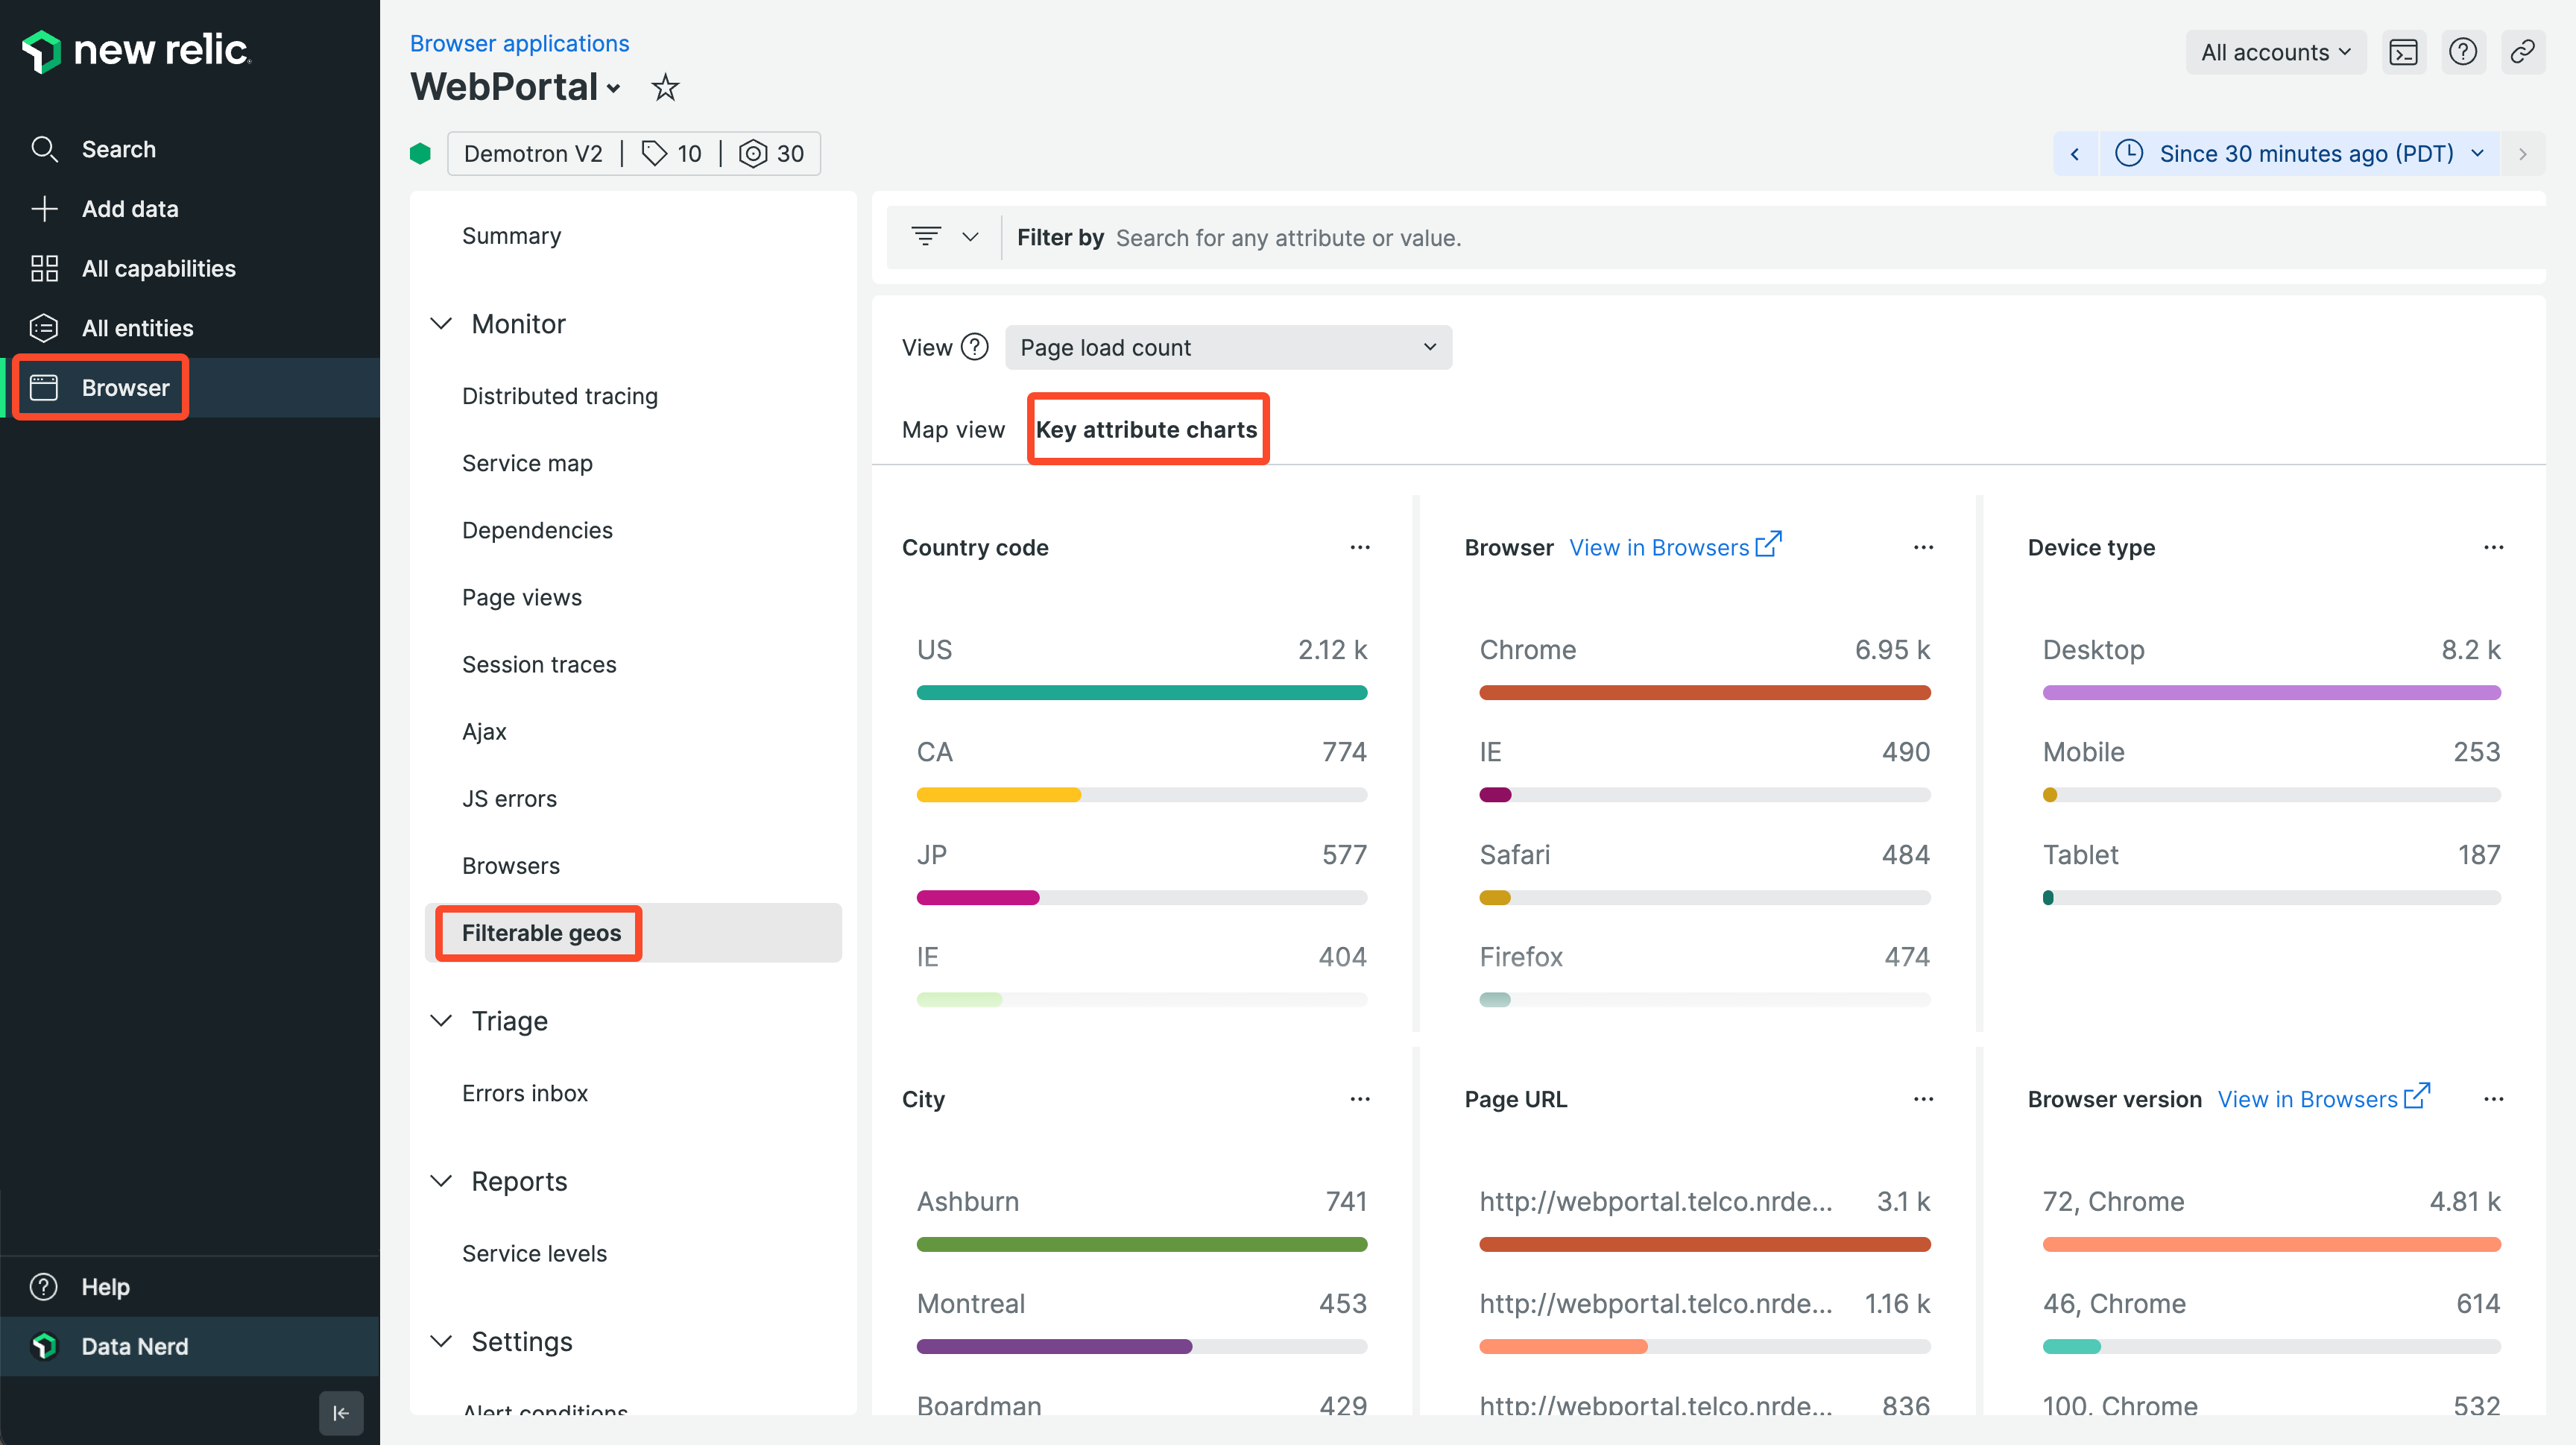 new relic.
Search
Add data
All capabilities
All entities
Browser
Help
Data Nerd
Browser applications
WebPortal
All accounts
Demotron V2 | 10 | 30
Since 30 minutes ago (PDT)
Summary
Monitor
Distributed tracing
Service map
Dependencies
Page views
Session traces
Ajax
JS errors
Browsers
Filterable geos
Triage
Errors inbox
Reports
Service levels
Settings
Alert conditions
Filter by Search for any attribute or value.
View ? Page load count
Map view Key attribute charts
Country code ...
US 2.12 k
CA 774
JP 577
IE 404
Browser View in Browsers ...
Chrome 6.95 k
IE 490
Safari 484
Firefox 474
Device type ...
Desktop 8.2 k
Mobile 253
Tablet 187
City ...
Ashburn 741
Montreal 453
Boardman 429
Page URL ...
http://webportal.telco.nrde... 3.1 k
http://webportal.telco.nrde... 1.16 k
http://webportal.telco.nrde... 836
Browser version View in Browsers ...
72, Chrome 4.81 k
46, Chrome 614
100, Chrome 532